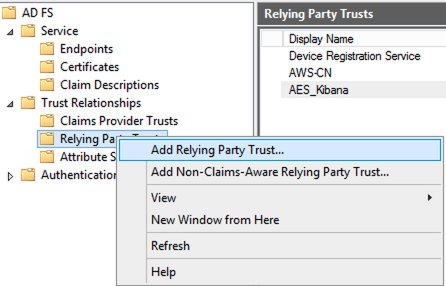 AD FS
Service
Endpoints
Certificates
Claim Descriptions
Trust Relationships
Claims Provider Trusts
Relying Party
Attribute S
Authentication
Relying Party Trusts
Display Name
Device Registration Service
AWS-CN
AES_Kibana
Add Relying Party Trust...
Add Non-Claims-Aware Relying Party Trust...
View
New Window from Here
Refresh
Help